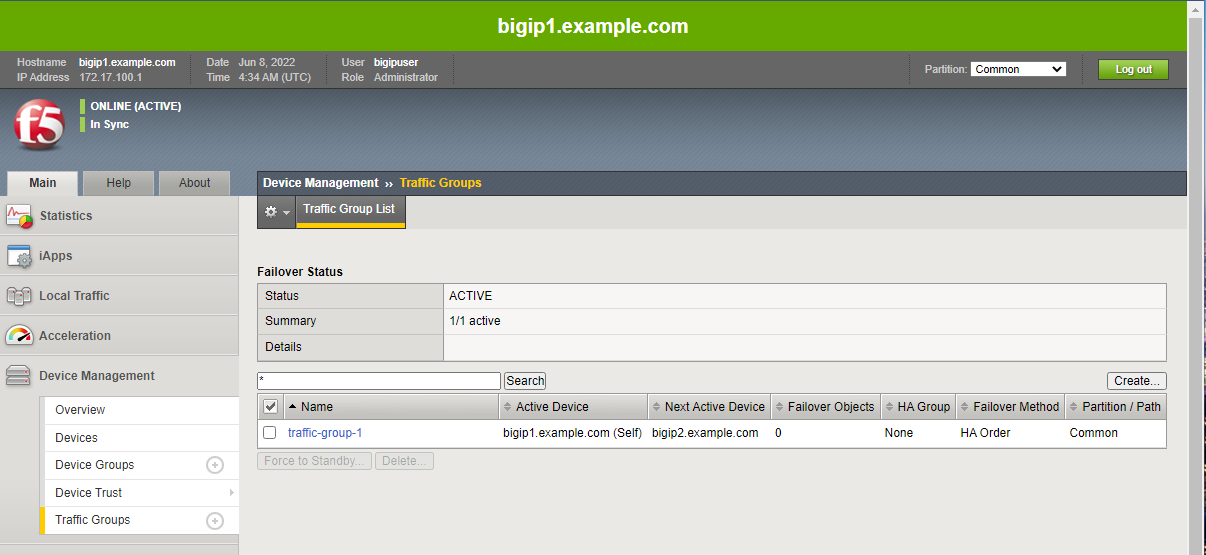 bigip1.example.com
Hostname bigip1.example.com Date Jun 8, 2022 User bigipuser
IP Address 172.17.100.1 Time 4:34 AM (UTC) Role Administrator
Partition: Common Log out
f5
ONLINE (ACTIVE)
In Sync
Main Help About
Device Management ›› Traffic Groups
Traffic Group List
Statistics
iApps
Local Traffic
Acceleration
Device Management
Overview
Devices
Device Groups
Device Trust
Traffic Groups
Failover Status
Status ACTIVE
Summary 1/1 active
Details
* Search Create...
Name Active Device Next Active Device Failover Objects HA Group Failover Method Partition / Path
traffic-group-1 bigip1.example.com (Self) bigip2.example.com 0 None HA Order Common
Force to Standby... Delete...